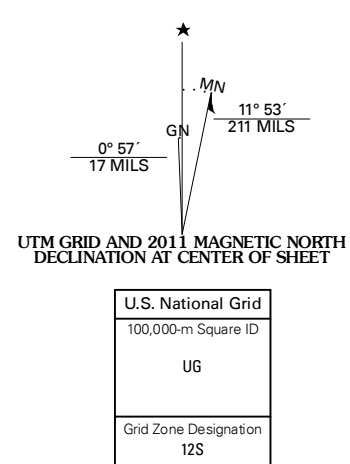 MN
GN
11° 53´
211 MILS
0° 57´
17 MILS
UTM GRID AND 2011 MAGNETIC NORTH
DECLINATION AT CENTER OF SHEET
U.S. National Grid
100,000-m Square ID
UG
Grid Zone Designation
12S